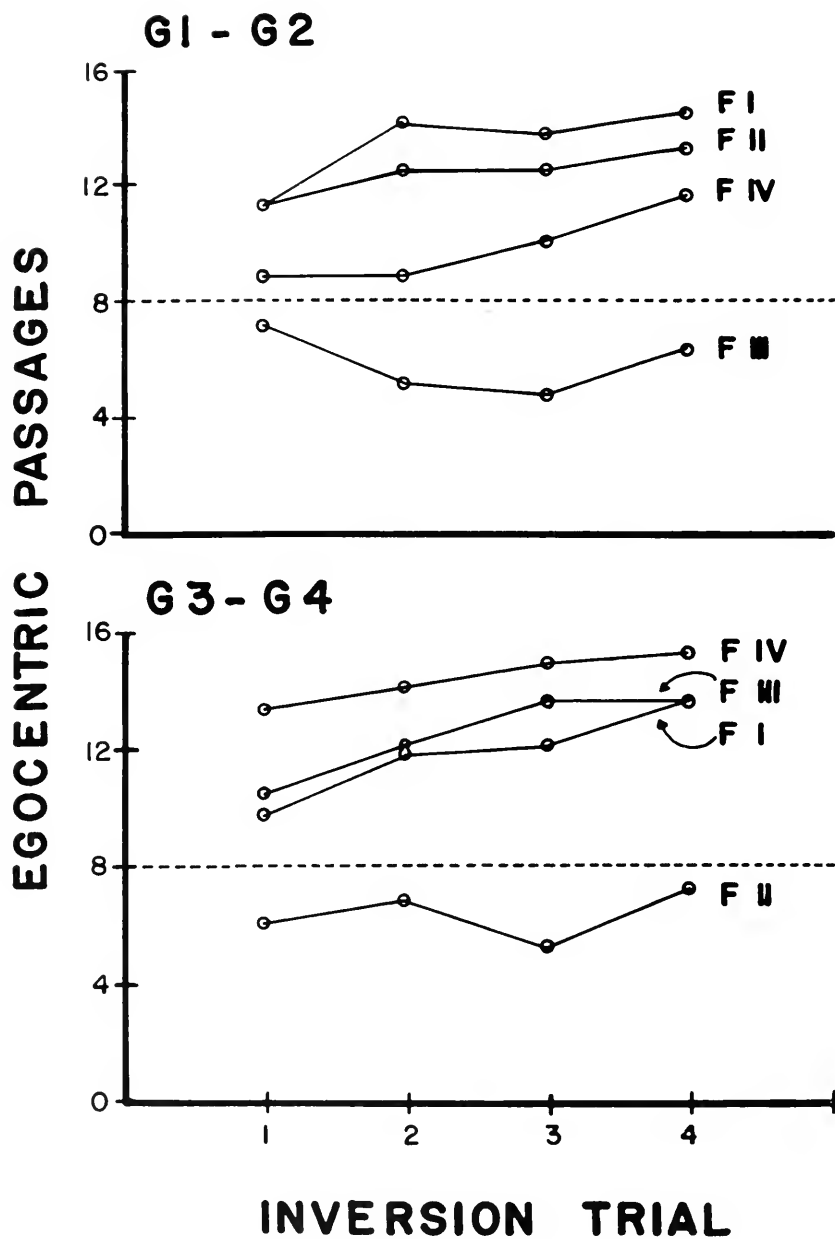 G1 - G2
16
12
8
4
0
F I
F II
F IV
F III
EGOCENTRIC PASSAGES
G3 - G4
16
12
8
4
0
F IV
F III
F I
F II
1 2 3 4
INVERSION TRIAL